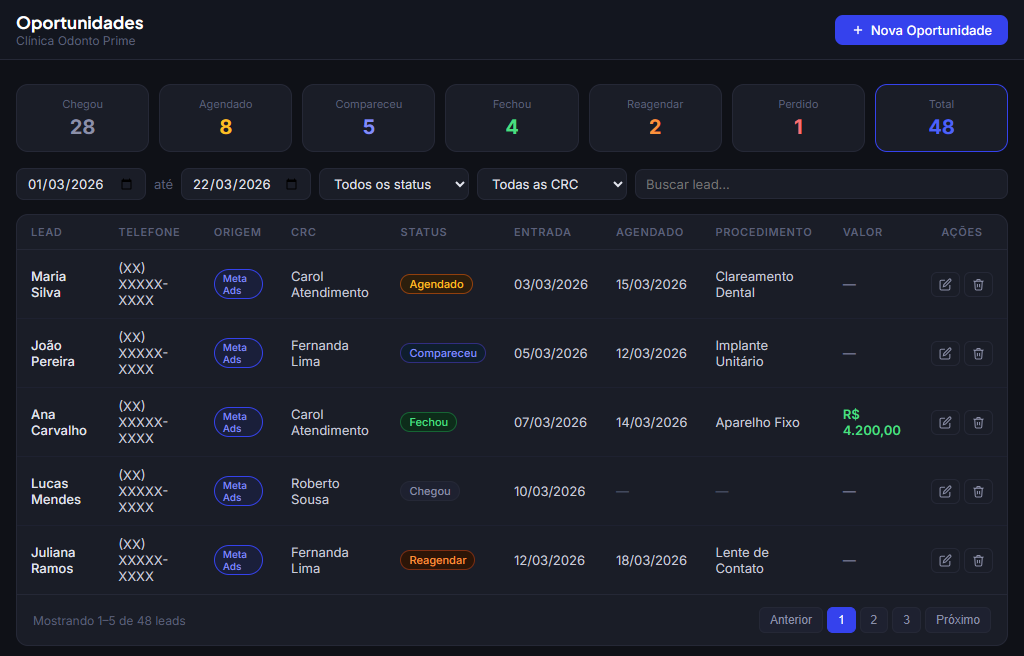 Oportunidades
Clínica Odonto Prime
+ Nova Oportunidade
Chegou
28
Agendado
8
Compareceu
5
Fechou
4
Reagendar
2
Perdido
1
Total
48
01/03/2026 até 22/03/2026 Todos os status Todas as CRC Buscar lead...
LEAD TELEFONE ORIGEM CRC STATUS ENTRADA AGENDADO PROCEDIMENTO VALOR AÇÕES
Maria
Silva
(XX)
XXXXX-
XXXX
Meta
Ads
Carol
Atendimento
Agendado
03/03/2026
15/03/2026
Clareamento
Dental
—
João
Pereira
(XX)
XXXXX-
XXXX
Meta
Ads
Fernanda
Lima
Compareceu
05/03/2026
12/03/2026
Implante
Unitário
—
Ana
Carvalho
(XX)
XXXXX-
XXXX
Meta
Ads
Carol
Atendimento
Fechou
07/03/2026
14/03/2026
Aparelho Fixo
R$
4.200,00
Lucas
Mendes
(XX)
XXXXX-
XXXX
Meta
Ads
Roberto
Sousa
Chegou
10/03/2026
—
—
—
Juliana
Ramos
(XX)
XXXXX-
XXXX
Meta
Ads
Fernanda
Lima
Reagendar
12/03/2026
18/03/2026
Lente de
Contato
—
Mostrando 1–5 de 48 leads
Anterior 1 2 3 Próximo